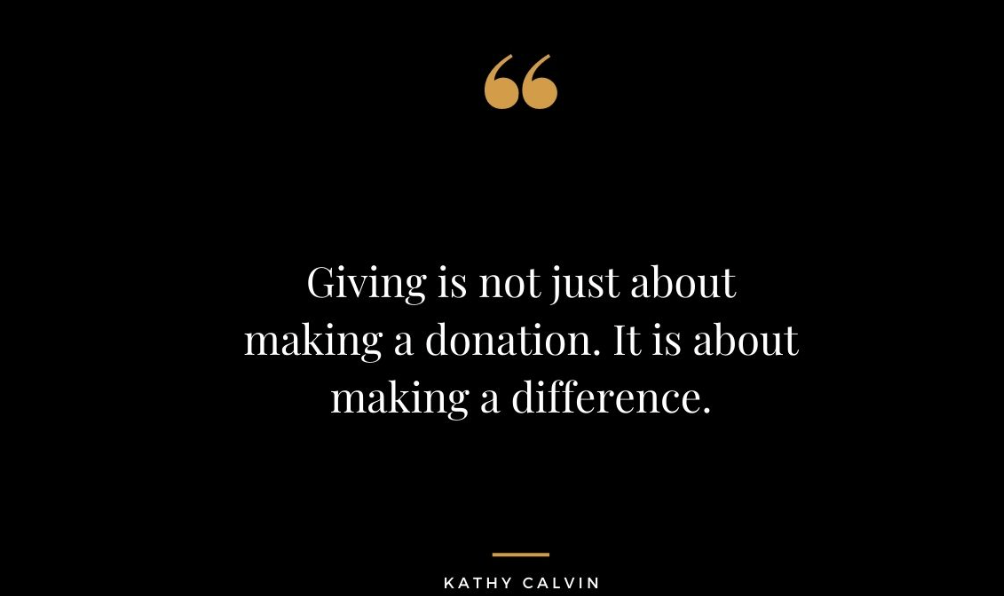 “
Giving is not just about
making a donation. It is about
making a difference.
KATHY CALVIN